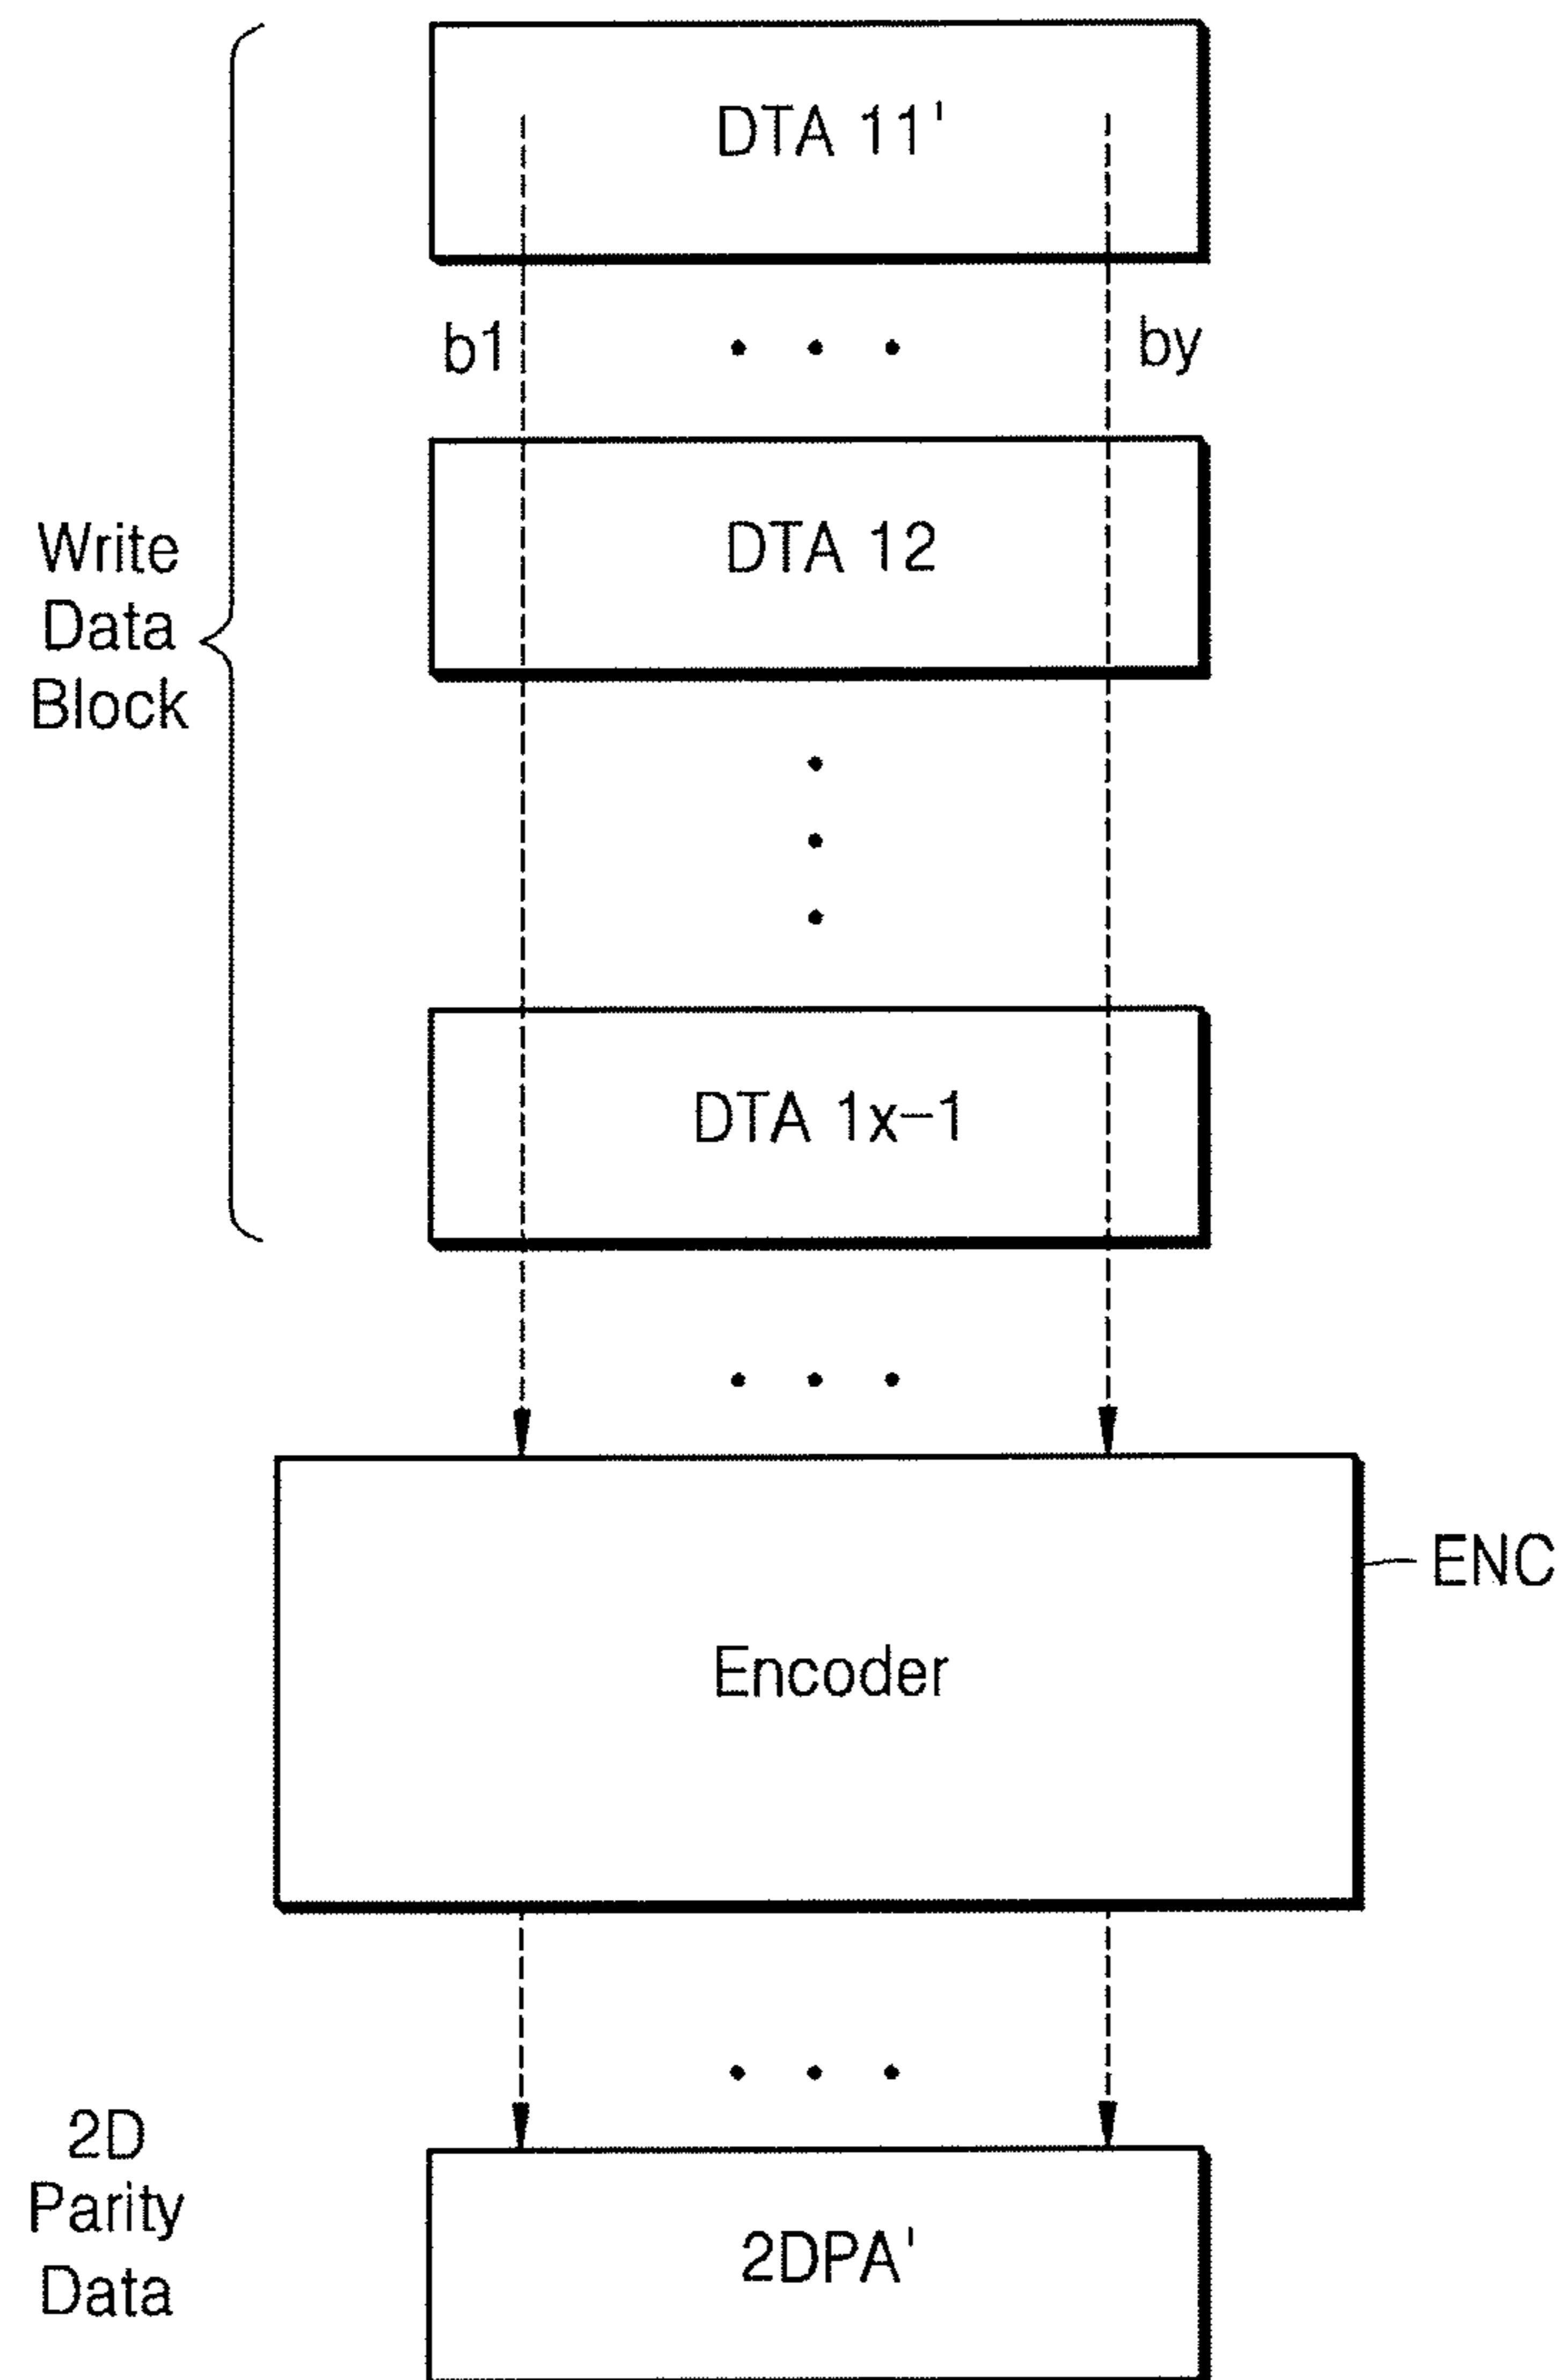 DTA 11'
b1
by
DTA 12
Write
Data
Block
DTA 1x-1
Encoder
ENC
2D
Parity
Data
2DPA'